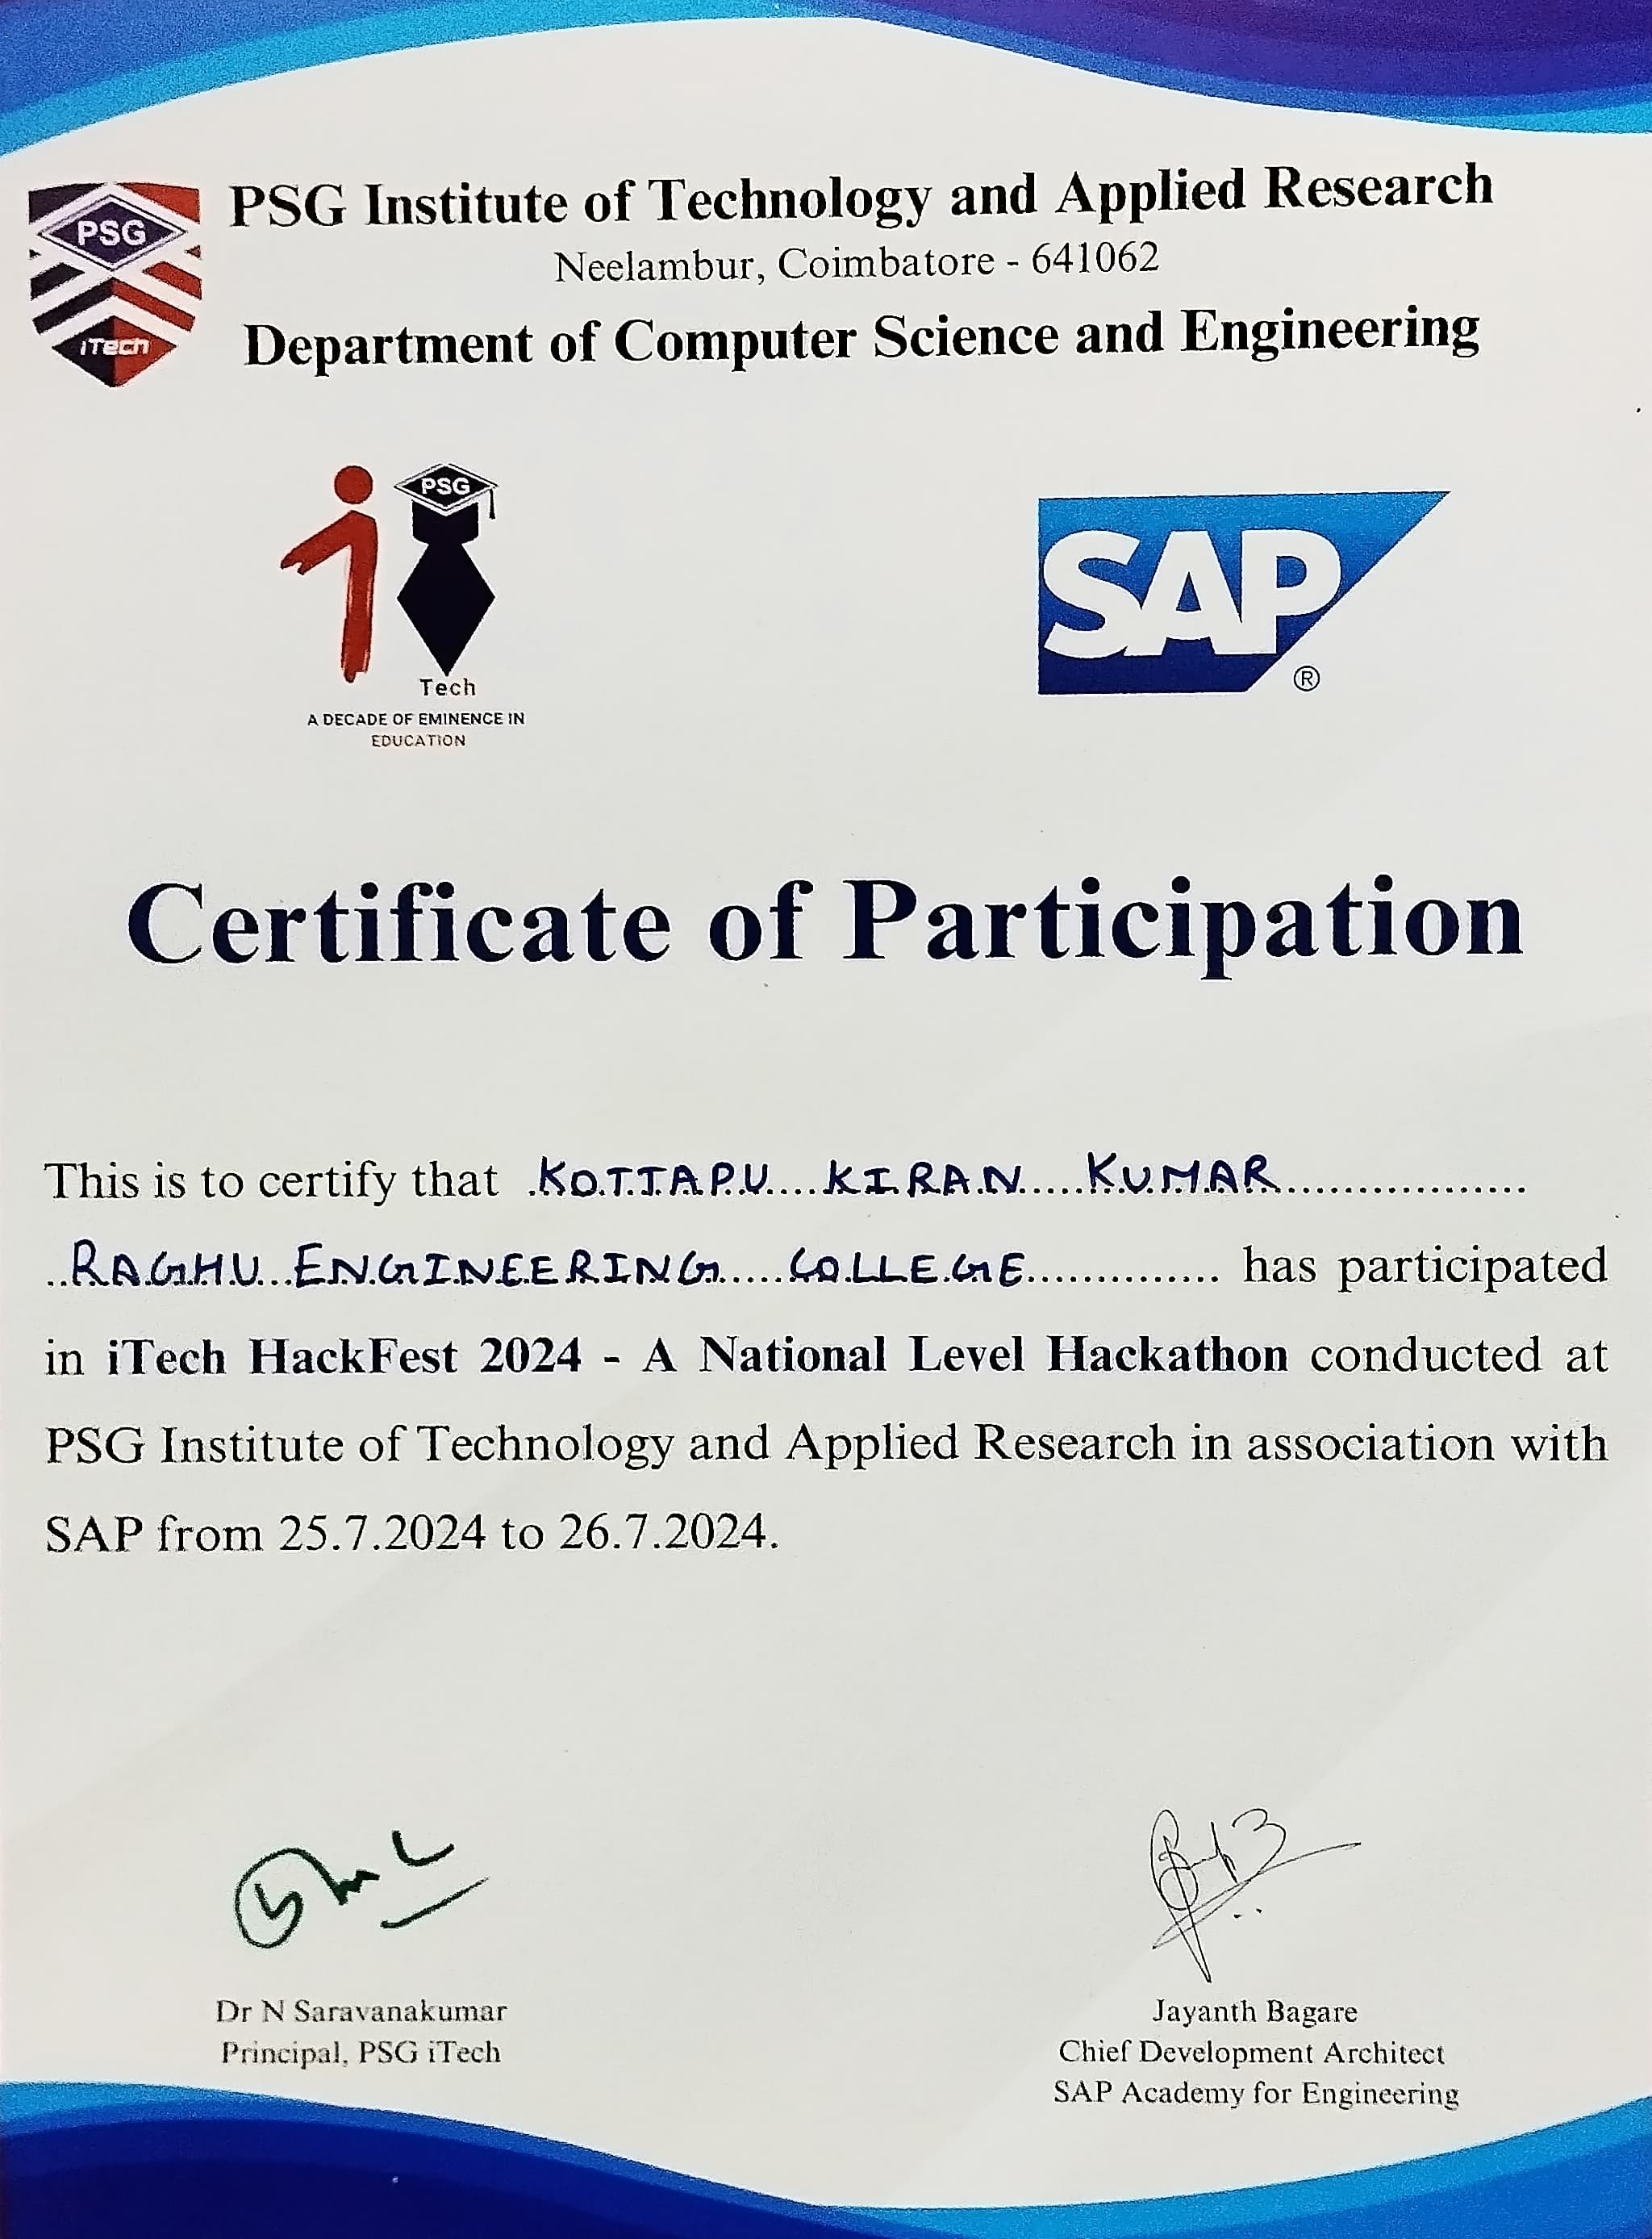 PSG Institute of Technology and Applied Research
Neelambur, Coimbatore - 641062
Department of Computer Science and Engineering
PSG
iTech
PSG
Tech
A DECADE OF EMINENCE IN
EDUCATION
SAP
®
Certificate of Participation
This is to certify that KOTTAPU KIRAN KUMAR
RAGHU ENGINEERING COLLEGE has participated
in iTech HackFest 2024 - A National Level Hackathon conducted at
PSG Institute of Technology and Applied Research in association with
SAP from 25.7.2024 to 26.7.2024.
Dr N Saravanakumar
Principal, PSG iTech
Jayanth Bagare
Chief Development Architect
SAP Academy for Engineering